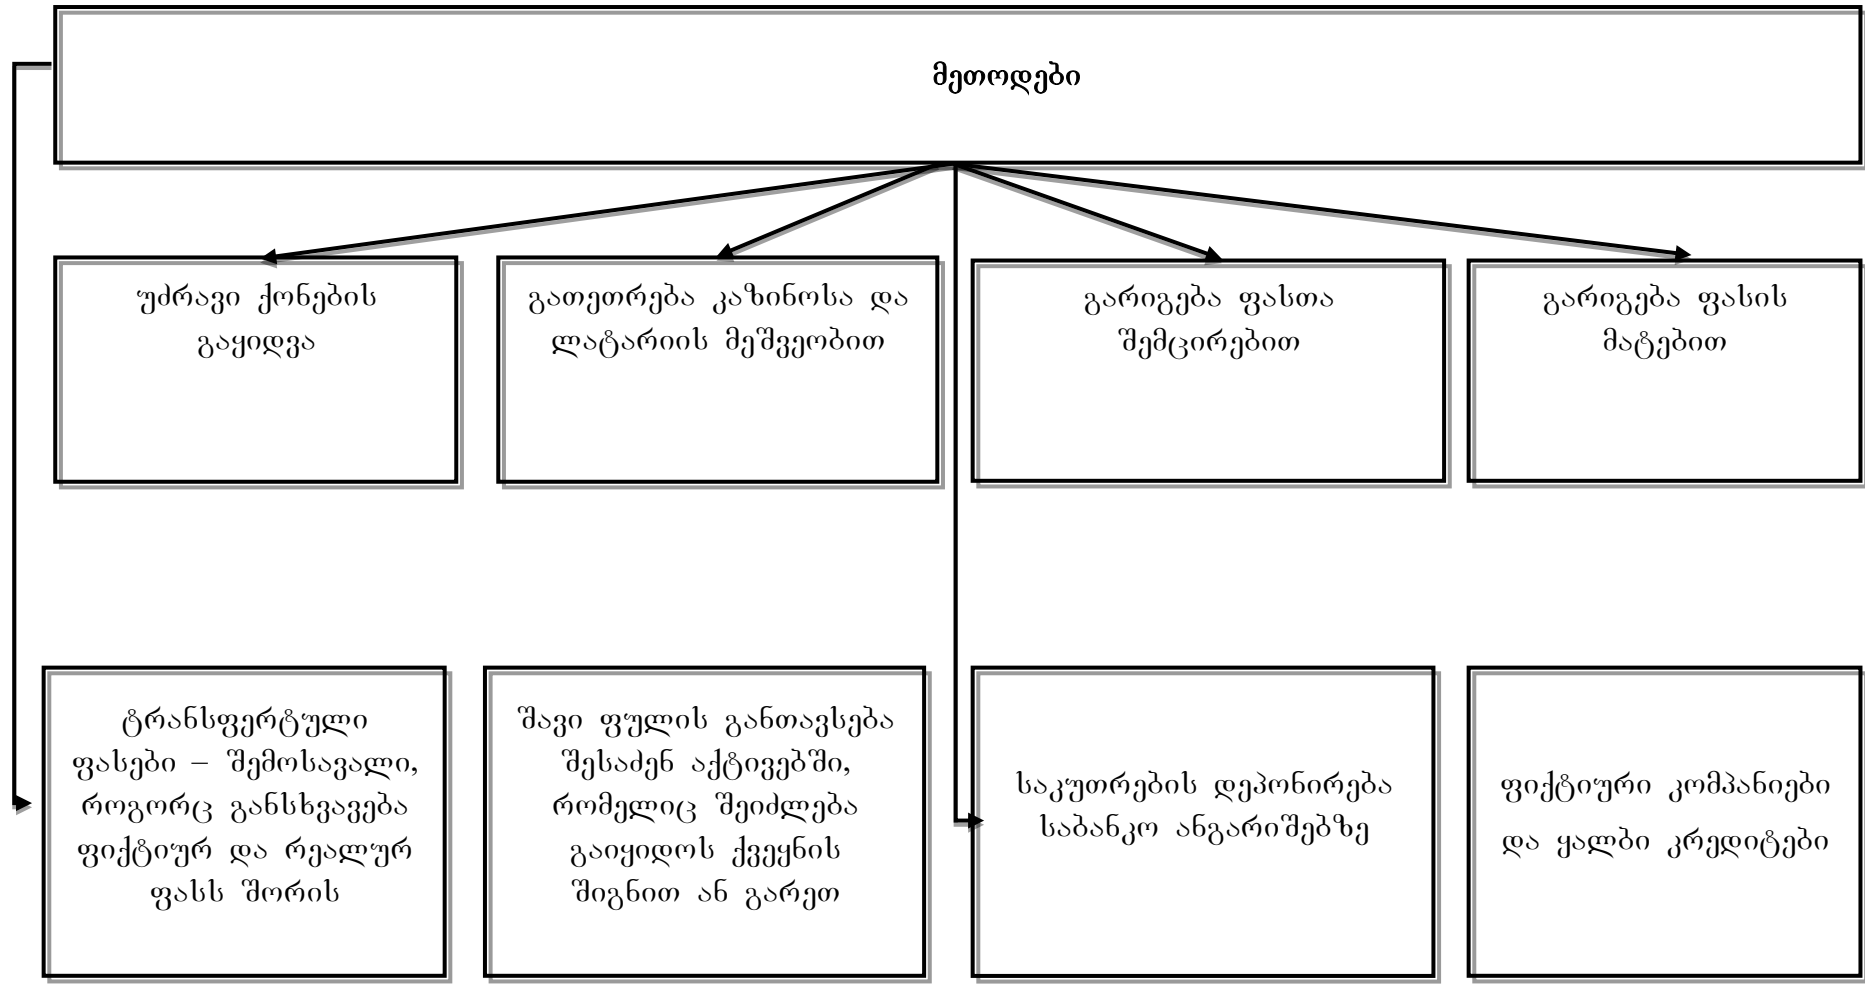 მეთოდები
უძრავი ქონების
გაყიდვა
გათეთრება კაზინოსა და
ლატარიის მეშვეობით
გარიგება ფასთა
შემცირებით
გარიგება ფასის
მატებით
ტრანსფერტული
ფასები – შემოსავალი,
როგორც განსხვავება
ფიქტიურ და რეალურ
ფასს შორის
შავი ფულის განთავსება
შესაძენ აქტივებში,
რომელიც შეიძლება
გაიყიდოს ქვეყნის
შიგნით ან გარეთ
საკუთრების დეპონირება
საბანკო ანგარიშებზე
ფიქტიური კომპანიები
და ყალბი კრედიტები